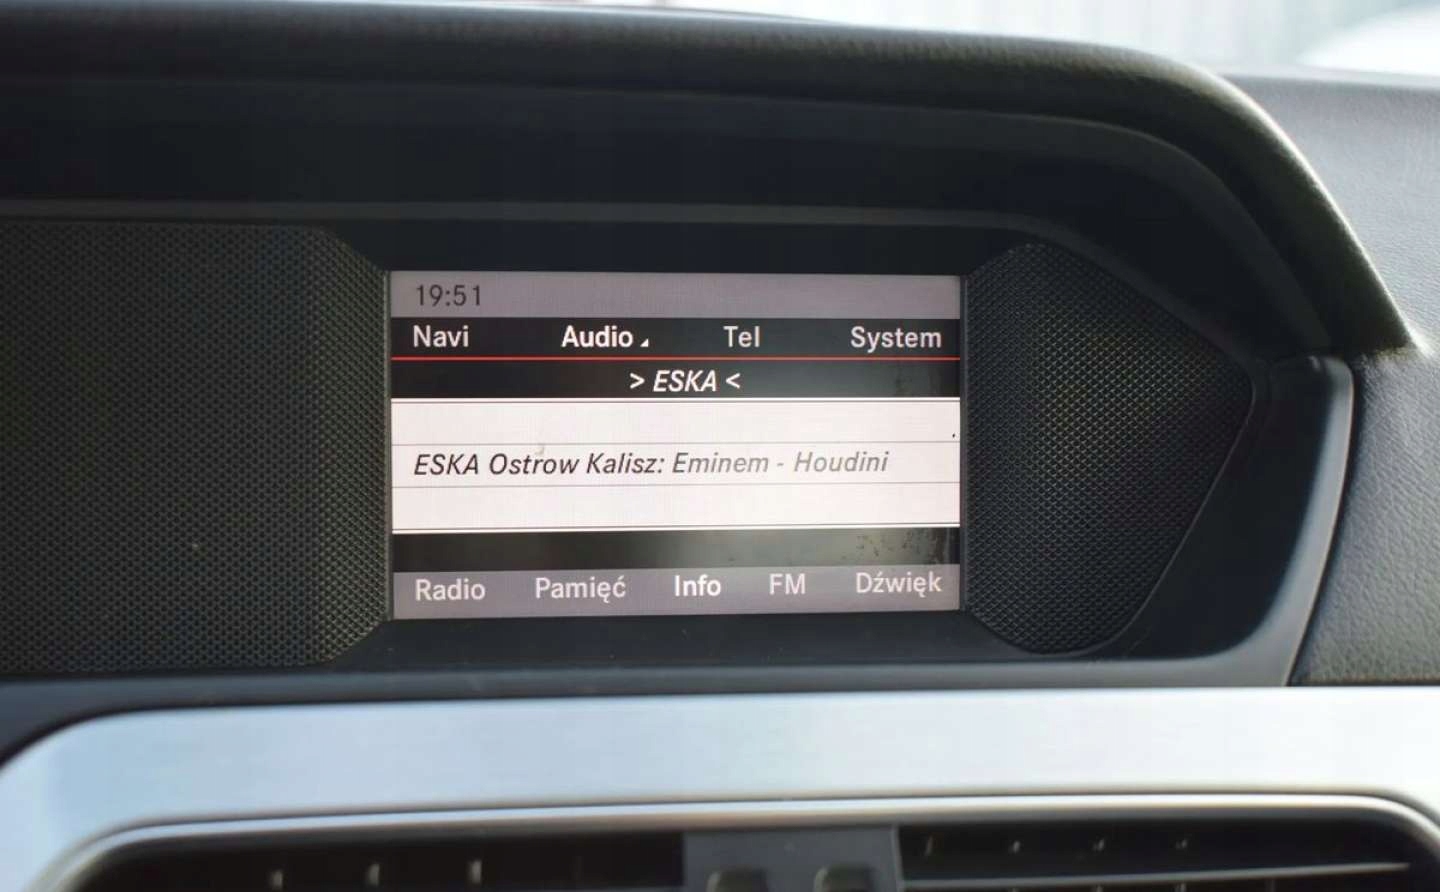 19:51
Navi Audio Tel System
> ESKA <
ESKA Ostrow Kalisz: Eminem - Houdini
Radio Pamięć Info FM Dźwięk